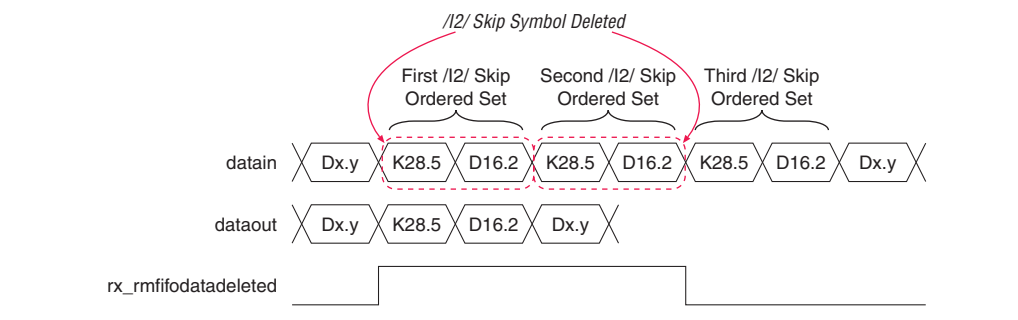 /I2/ Skip Symbol Deleted
First /I2/ Skip Ordered Set
Second /I2/ Skip Ordered Set
Third /I2/ Skip Ordered Set
datain Dx.y K28.5 D16.2 K28.5 D16.2 K28.5 D16.2 Dx.y
dataout Dx.y K28.5 D16.2 Dx.y
rx_rmfifodatadeleted